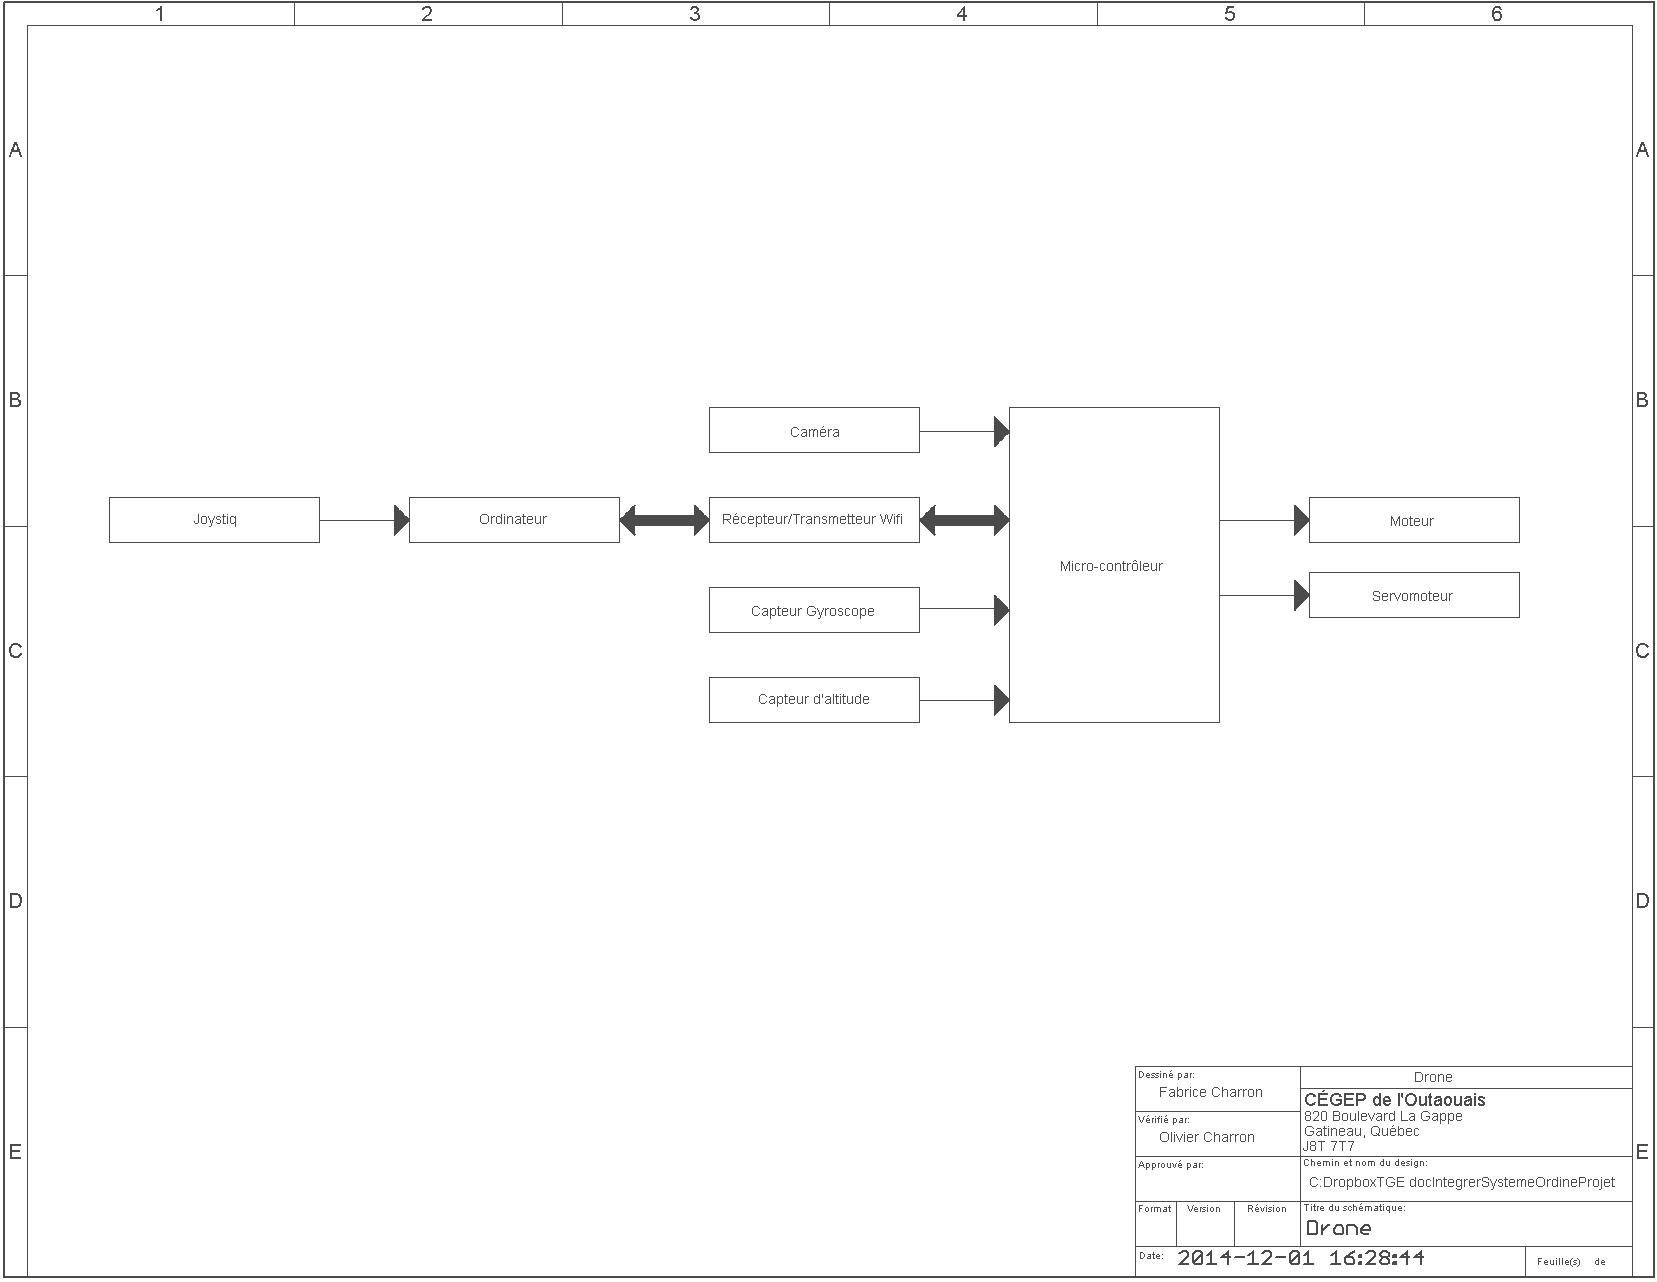 1 2 3 4 5 6
A A
B B
Caméra
Joystiq Ordinateur Récepteur/Transmetteur Wifi Moteur
Micro-contrôleur
Servomoteur
Capteur Gyroscope
C C
Capteur d'altitude
D D
E E
Dessiné par:
Fabrice Charron
Vérifié par:
Olivier Charron
Approuvé par:
Format Version Révision
Drone
CÉGEP de l'Outaouais
820 Boulevard La Gappe
Gatineau, Québec
J8T 7T7
Chemin et nom du design:
C:DropboxTGE docIntegrerSystemeOrdineProjet
Titre du schématique:
Drone
Date: 2014-12-01 16:28:44
Feuille(s) de